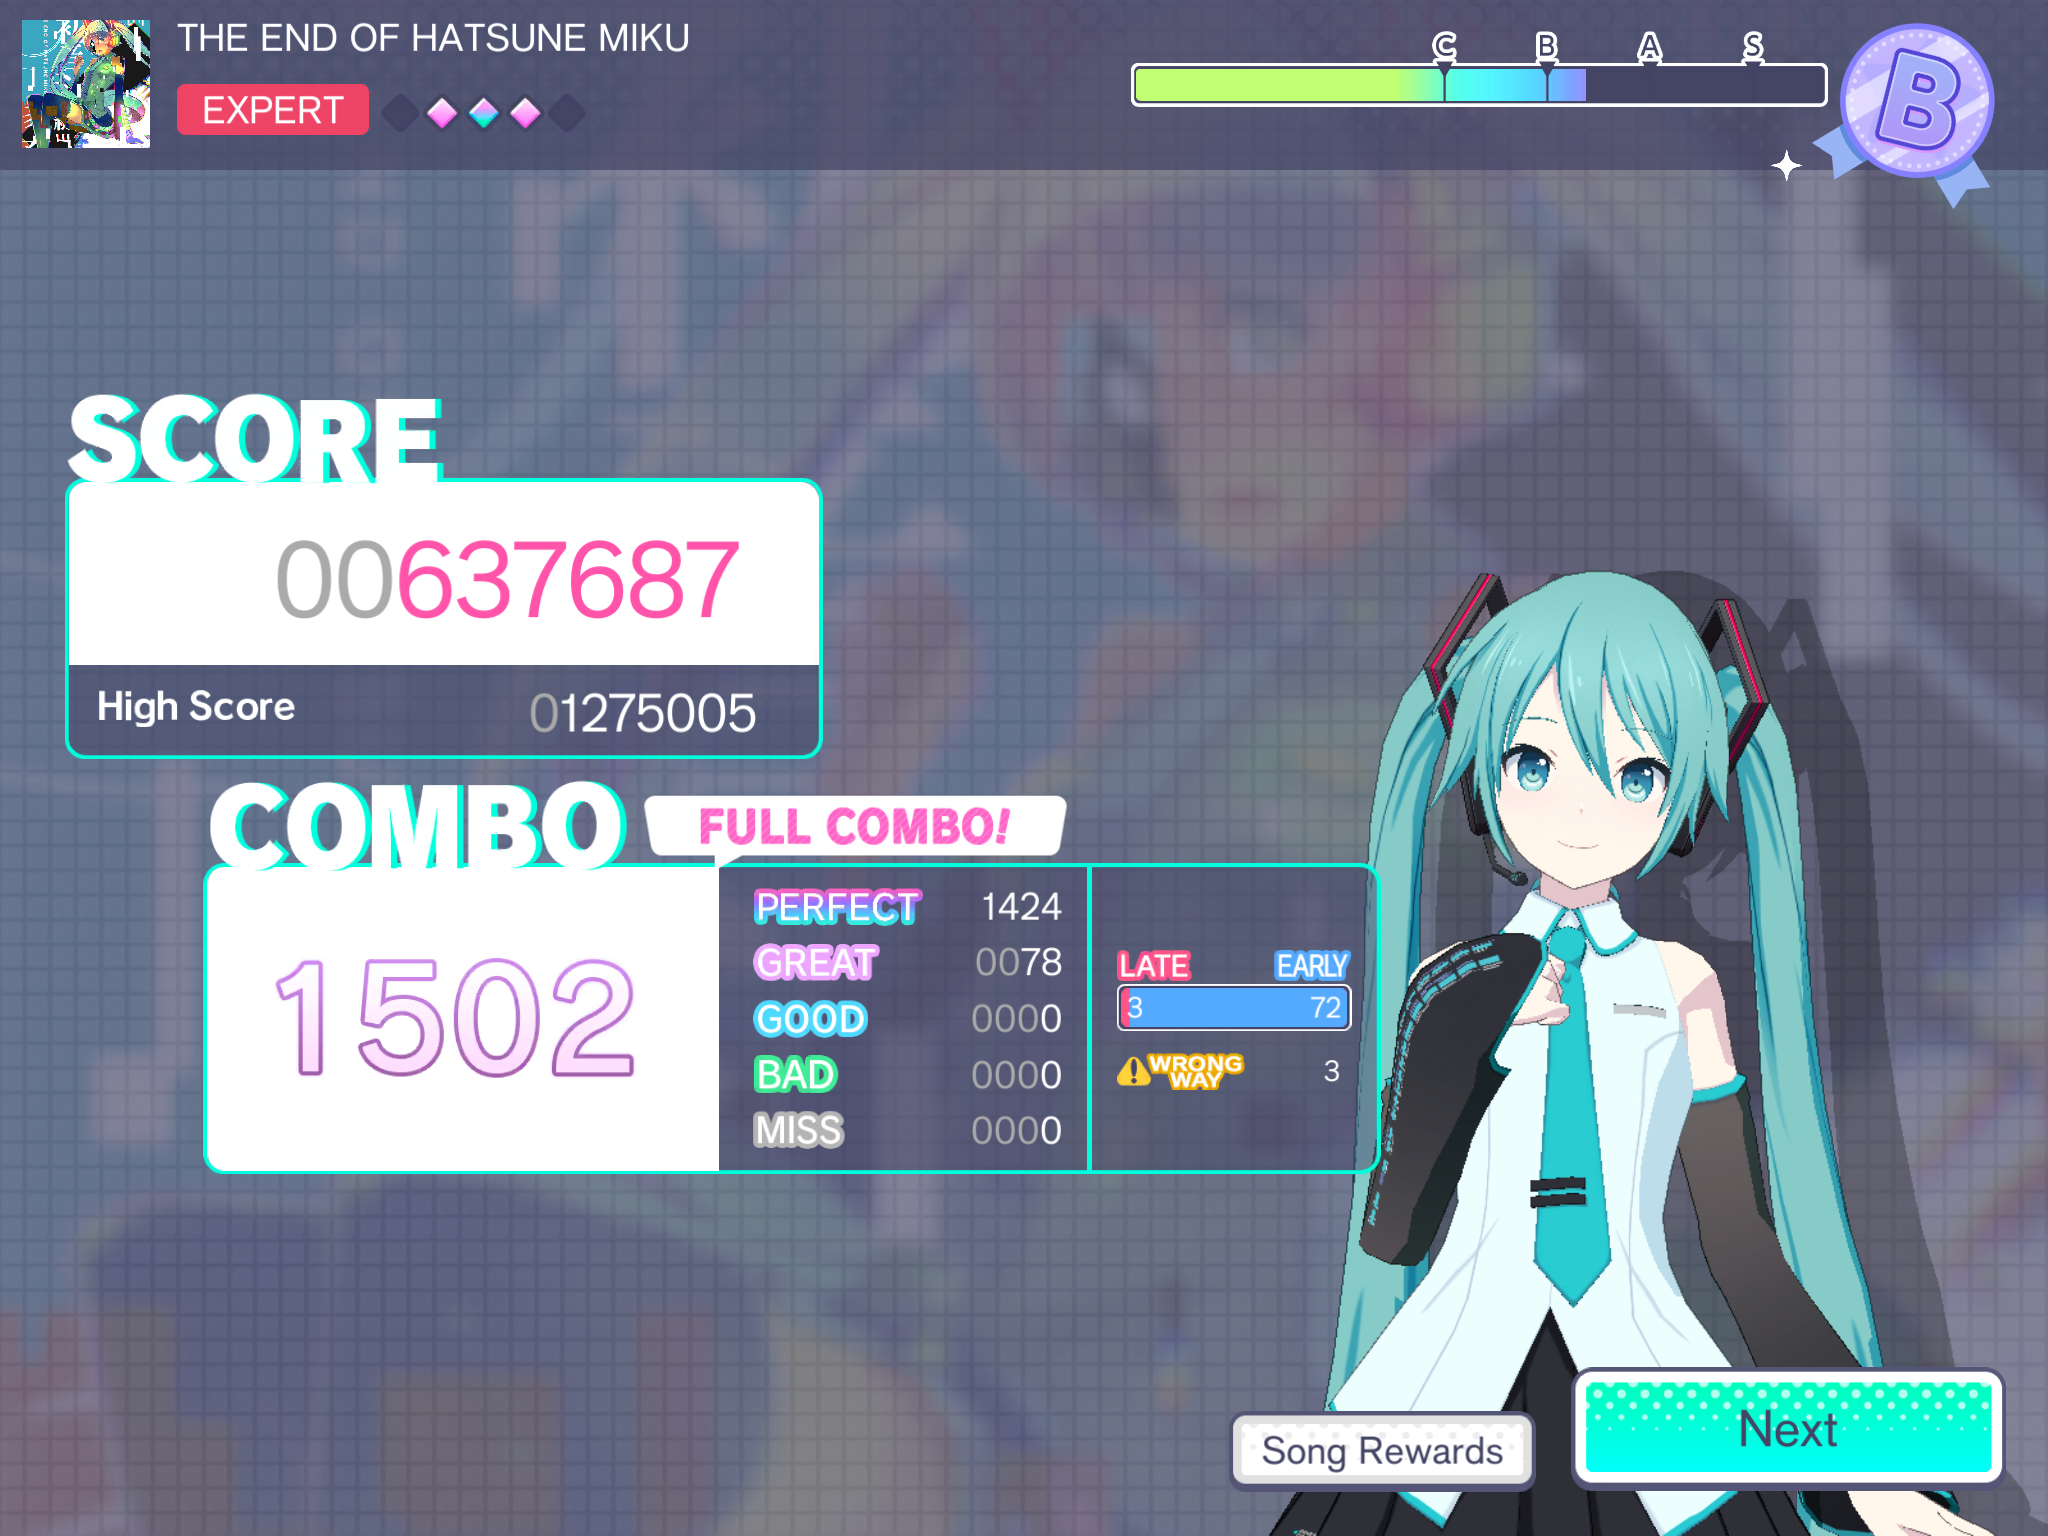 THE END OF HATSUNE MIKU
EXPERT
C B A S
B
SCORE
00637687
High Score 01275005
COMBO
FULL COMBO!
1502
PERFECT 1424
GREAT 0078
GOOD 0000
BAD 0000
MISS 0000
LATE EARLY
3 72
WRONG WAY 3
Song Rewards
Next